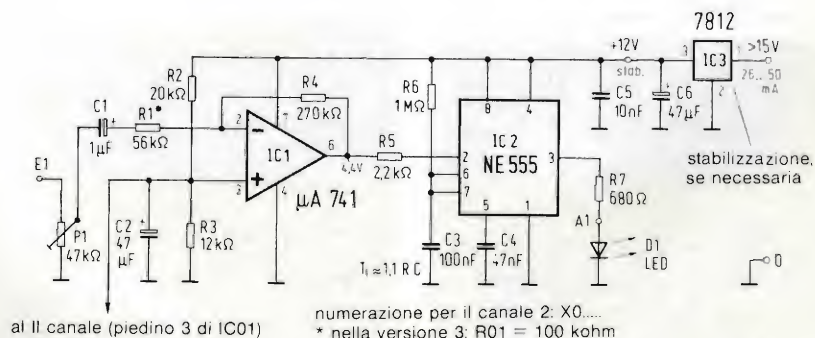 7812
+12V
3
IC3
1
>15V
stab.
2
26...50
mA
R2
20kΩ
R4
270kΩ
R6
1MΩ
C5
10nF
C6
47µF
C1
1µF
R1*
56kΩ
2
7
IC1
6
4,4V
3
4
µA 741
R5
2,2kΩ
8
4
IC2
NE 555
2
6
7
3
5
1
stabilizzazione,
se necessaria
R7
680Ω
A1
D1
LED
E1
P1
47kΩ
C2
47
µF
R3
12kΩ
Ti ≈ 1,1 R C
C3
100nF
C4
47nF
0
al II canale (piedino 3 di IC01)
numerazione per il canale 2: X0.....
* nella versione 3: R01 = 100 kohm